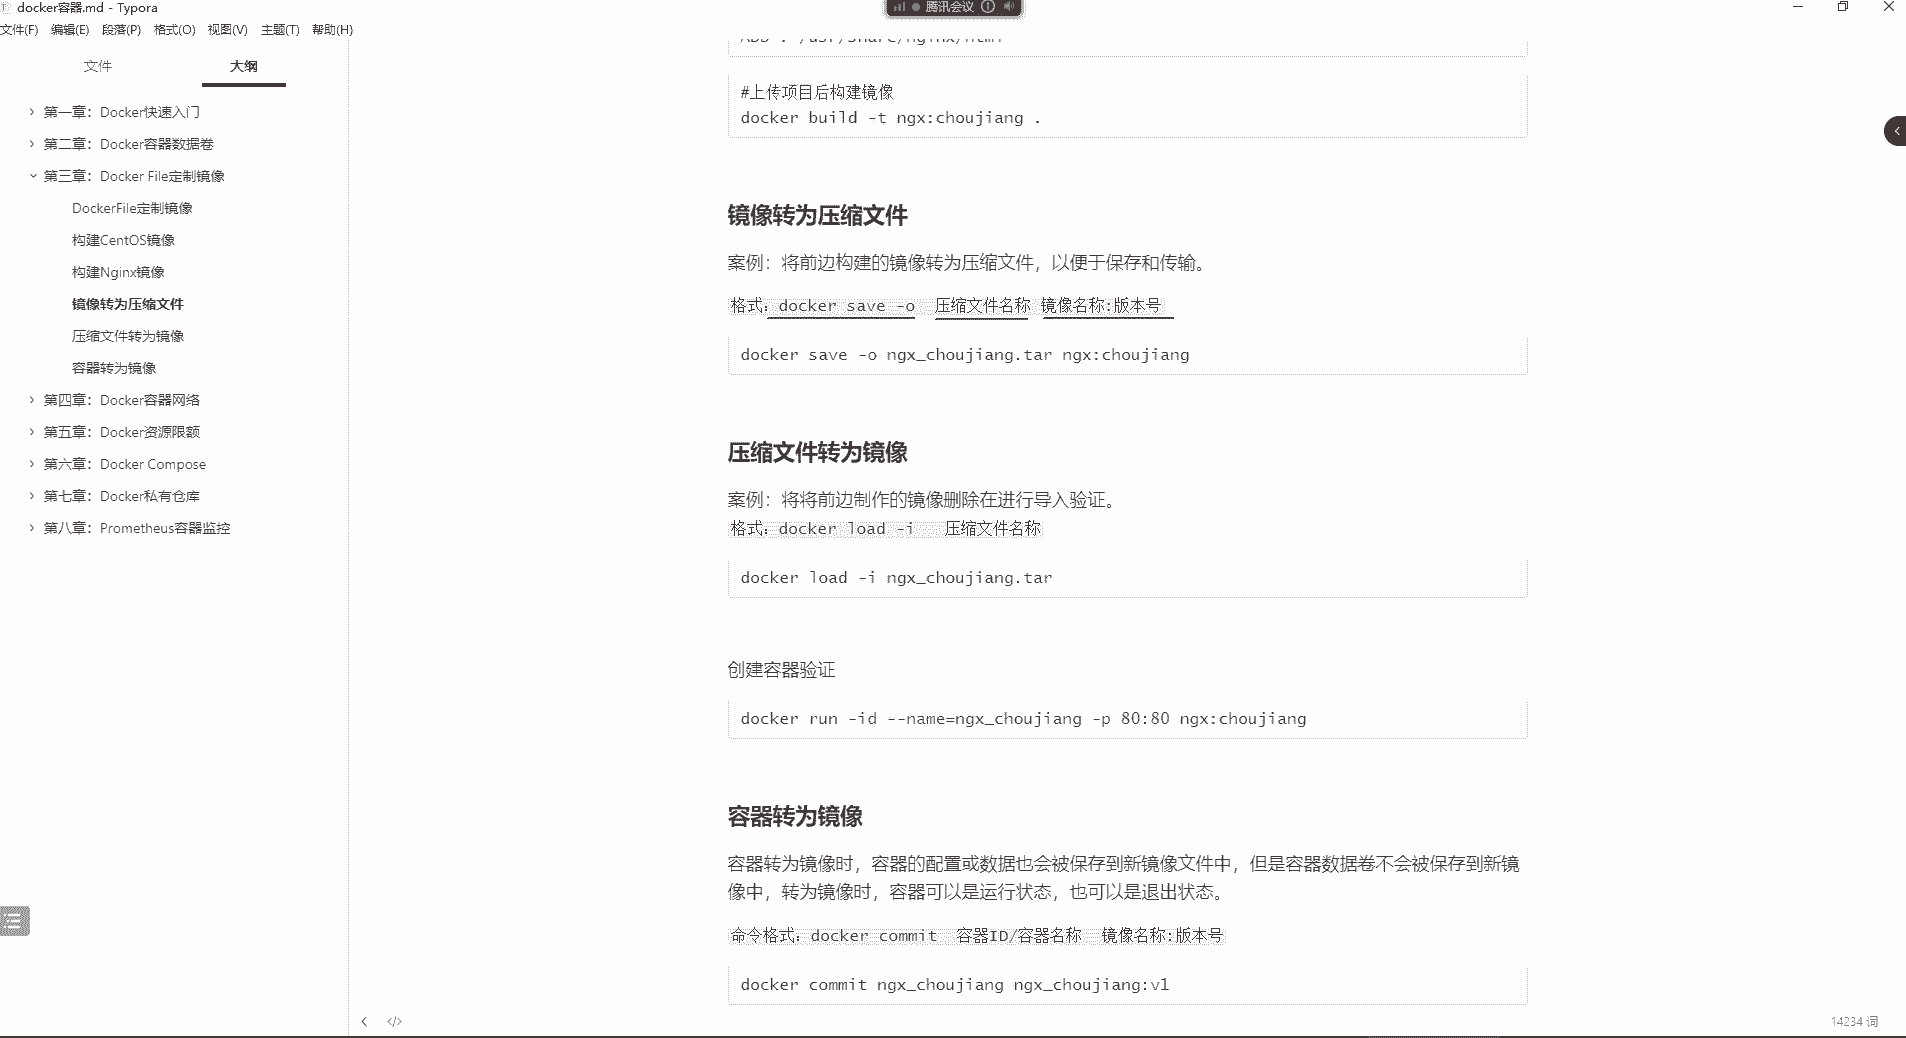 docker容器.md - Typora
腾讯会议
文件(F) 编辑(E) 段落(P) 格式(O) 视图(V) 主题(T) 帮助(H)
文件 大纲
第一章：Docker快速入门
第二章：Docker容器数据卷
第三章：Docker File定制镜像
DockerFile定制镜像
构建CentOS镜像
构建Nginx镜像
镜像转为压缩文件
压缩文件转为镜像
容器转为镜像
第四章：Docker容器网络
第五章：Docker资源限额
第六章：Docker Compose
第七章：Docker私有仓库
第八章：Prometheus容器监控
ADD . /usr/share/nginx/html
#上传项目后构建镜像
docker build -t ngx:choujiang .
镜像转为压缩文件
案例：将前边构建的镜像转为压缩文件，以便于保存和传输。
格式：docker save -o 压缩文件名称 镜像名称:版本号
docker save -o ngx_choujiang.tar ngx:choujiang
压缩文件转为镜像
案例：将将前边制作的镜像删除在进行导入验证。
格式：docker load -i 压缩文件名称
docker load -i ngx_choujiang.tar
创建容器验证
docker run -id --name=ngx_choujiang -p 80:80 ngx:choujiang
容器转为镜像
容器转为镜像时，容器的配置或数据也会被保存到新镜像文件中，但是容器数据卷不会被保存到新镜
像中，转为镜像时，容器可以是运行状态，也可以是退出状态。
命令格式：docker commit 容器ID/容器名称 镜像名称:版本号
docker commit ngx_choujiang ngx_choujiang:v1
14234 词